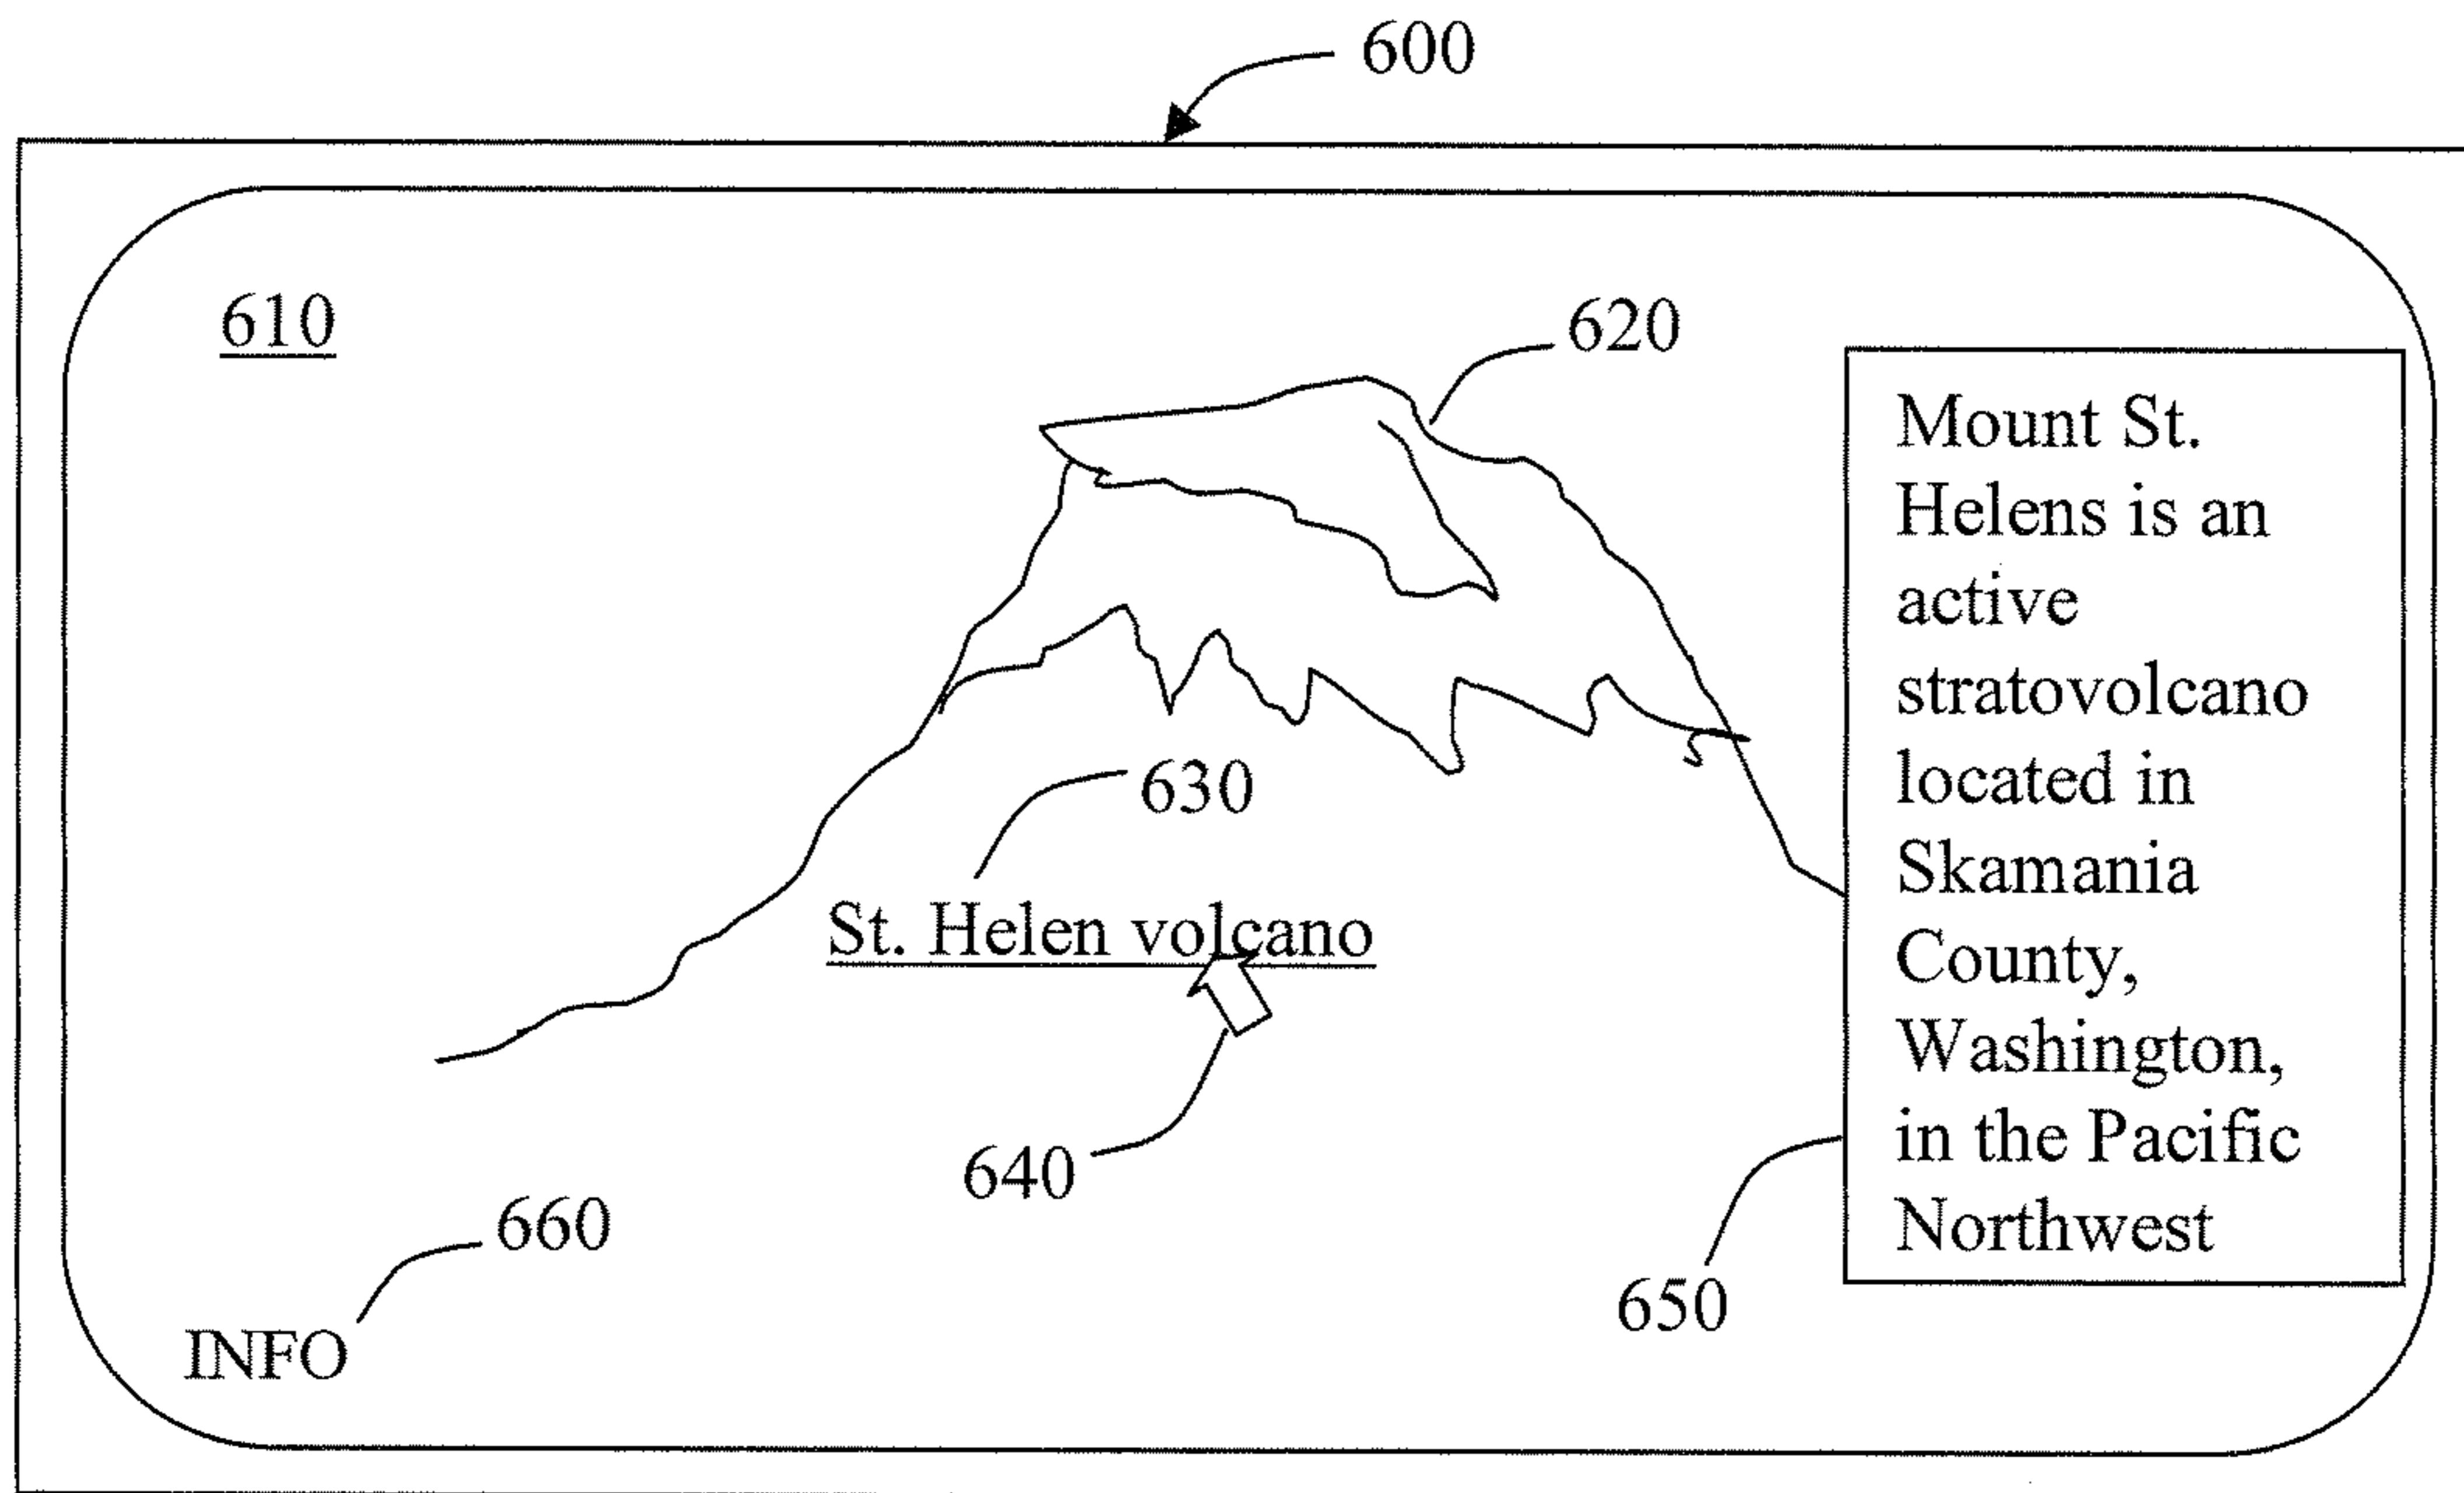 600
610
620
Mount St.
Helens is an
active
stratovolcano
located in
Skamania
County,
Washington,
in the Pacific
Northwest
630
St. Helen volcano
640
650
660
INFO